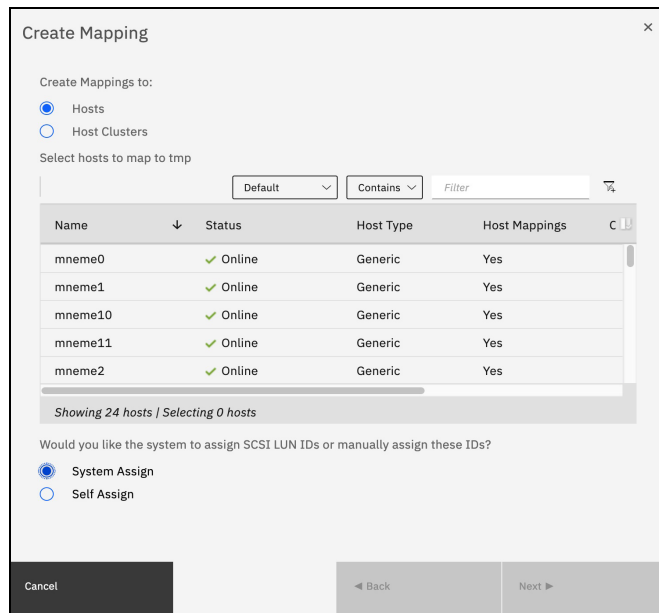 Create Mapping
Create Mappings to:
Hosts
Host Clusters
Select hosts to map to tmp
Default Contains Filter
Name Status Host Type Host Mappings C
mneme0 Online Generic Yes
mneme1 Online Generic Yes
mneme10 Online Generic Yes
mneme11 Online Generic Yes
mneme2 Online Generic Yes
Showing 24 hosts | Selecting 0 hosts
Would you like the system to assign SCSI LUN IDs or manually assign these IDs?
System Assign
Self Assign
Cancel Back Next